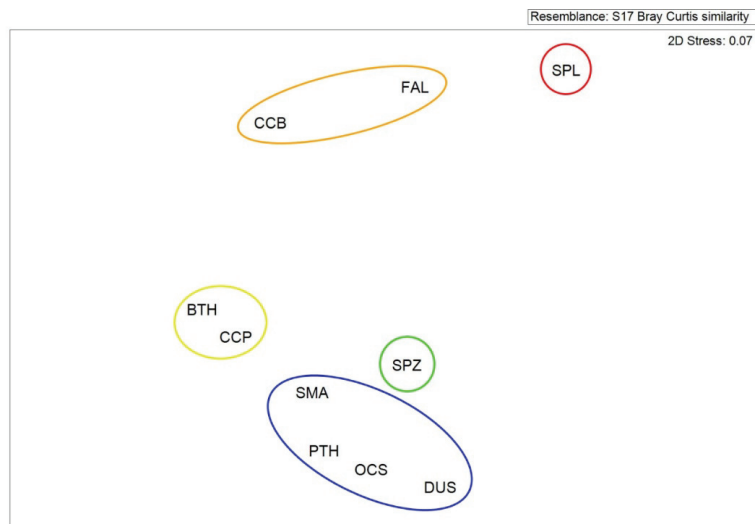 Resemblance: S17 Bray Curtis similarity
2D Stress: 0.07
SPL
FAL
CCB
BTH
CCP
SPZ
SMA
PTH
OCS
DUS